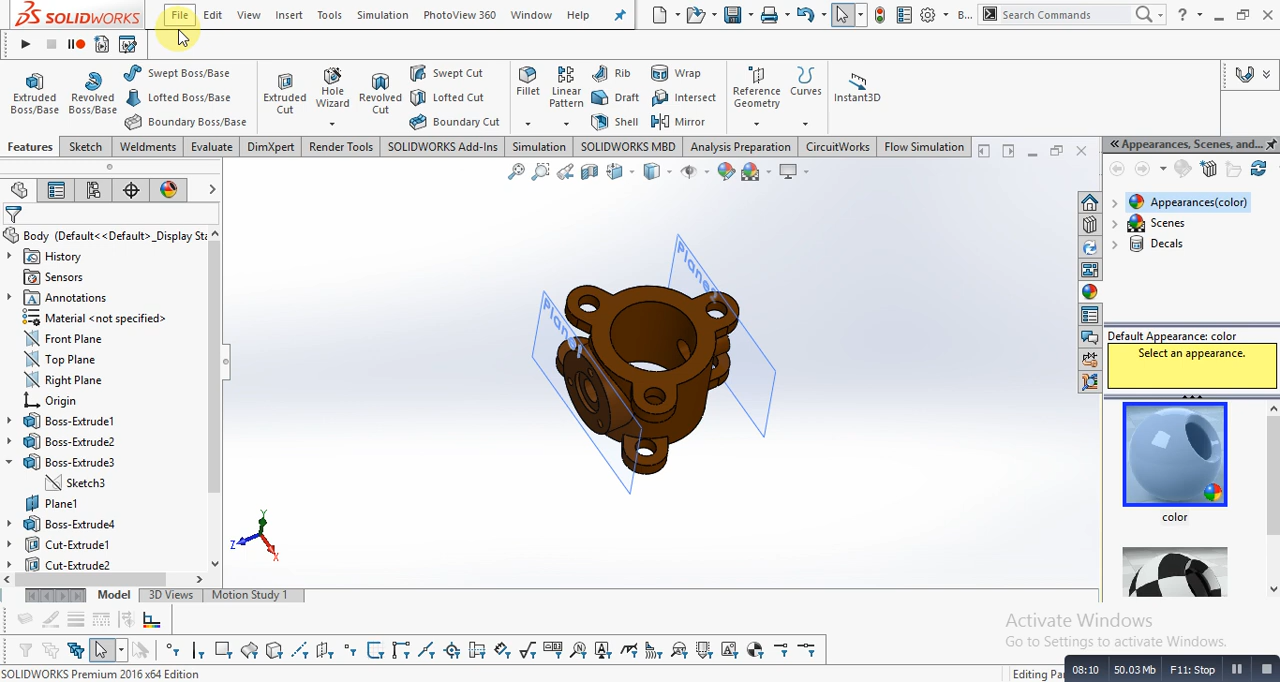 SOLIDWORKS File Edit View Insert Tools Simulation PhotoView 360 Window Help B... Search Commands ?
Extruded Boss/Base
Revolved Boss/Base
Swept Boss/Base
Lofted Boss/Base
Boundary Boss/Base
Extruded Cut
Hole Wizard
Revolved Cut
Swept Cut
Lofted Cut
Boundary Cut
Fillet
Linear Pattern
Rib
Draft
Shell
Wrap
Intersect
Mirror
Reference Geometry
Curves
Instant3D
Features Sketch Weldments Evaluate DimXpert Render Tools SOLIDWORKS Add-Ins Simulation SOLIDWORKS MBD Analysis Preparation CircuitWorks Flow Simulation
Body (Default<<Default>_Display Sta
History
Sensors
Annotations
Material <not specified>
Front Plane
Top Plane
Right Plane
Origin
Boss-Extrude1
Boss-Extrude2
Boss-Extrude3
Sketch3
Plane1
Boss-Extrude4
Cut-Extrude1
Cut-Extrude2
Plane1
Z Y X
Model 3D Views Motion Study 1
Appearances, Scenes, and...
Appearances(color)
Scenes
Decals
Default Appearance: color
Select an appearance.
color
Activate Windows
Go to Settings to activate Windows.
SOLIDWORKS Premium 2016 x64 Edition
Editing Pa
08:10 50.03 Mb F11: Stop